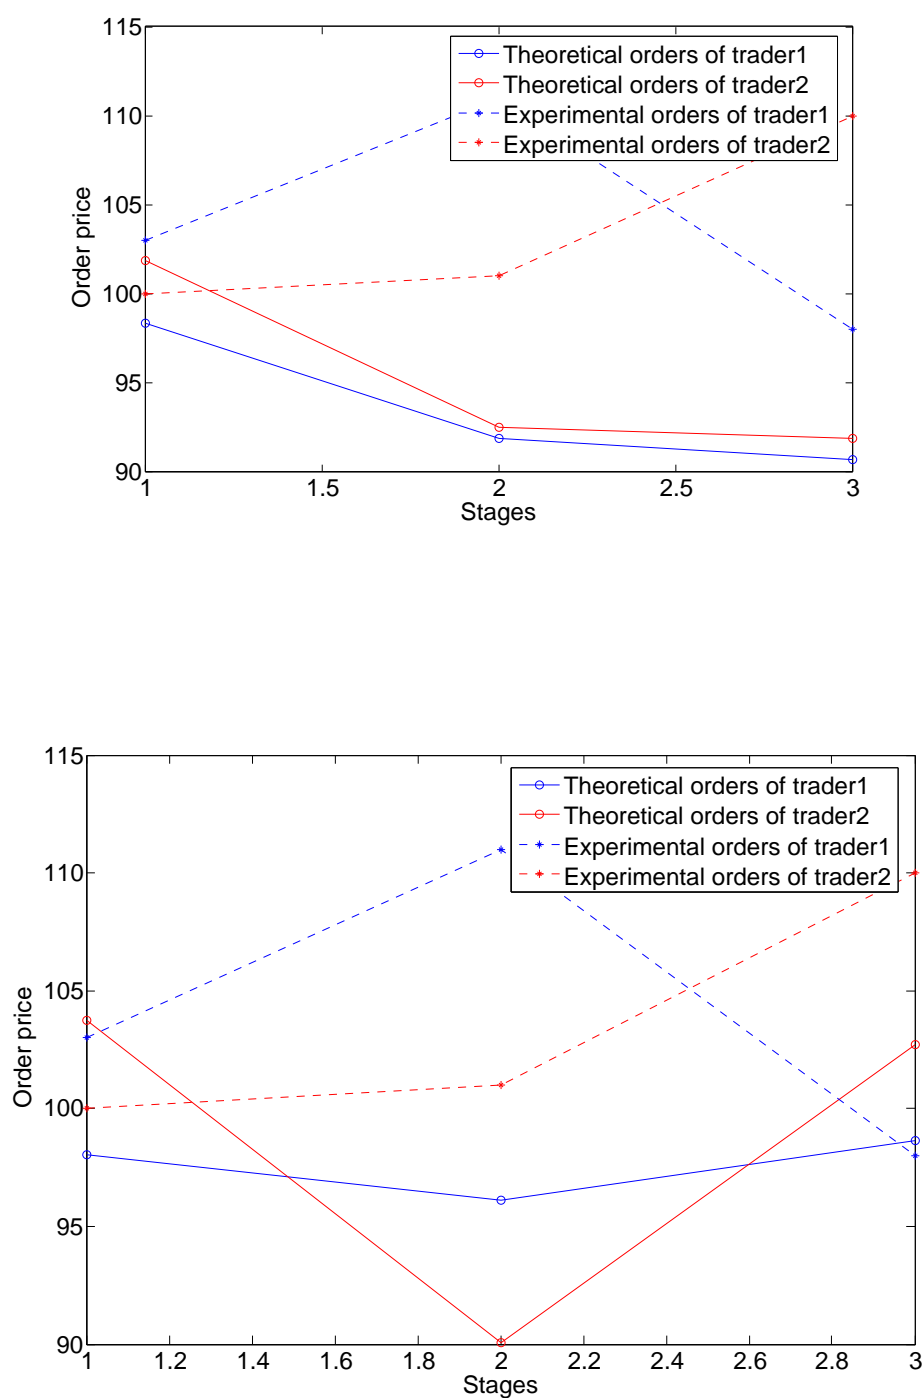 115
110
105
100
95
90
Order price
1
1.5
2
2.5
3
Stages
Theoretical orders of trader1
Theoretical orders of trader2
Experimental orders of trader1
Experimental orders of trader2
115
110
105
100
95
90
Order price
1
1.2
1.4
1.6
1.8
2
2.2
2.4
2.6
2.8
3
Stages
Theoretical orders of trader1
Theoretical orders of trader2
Experimental orders of trader1
Experimental orders of trader2